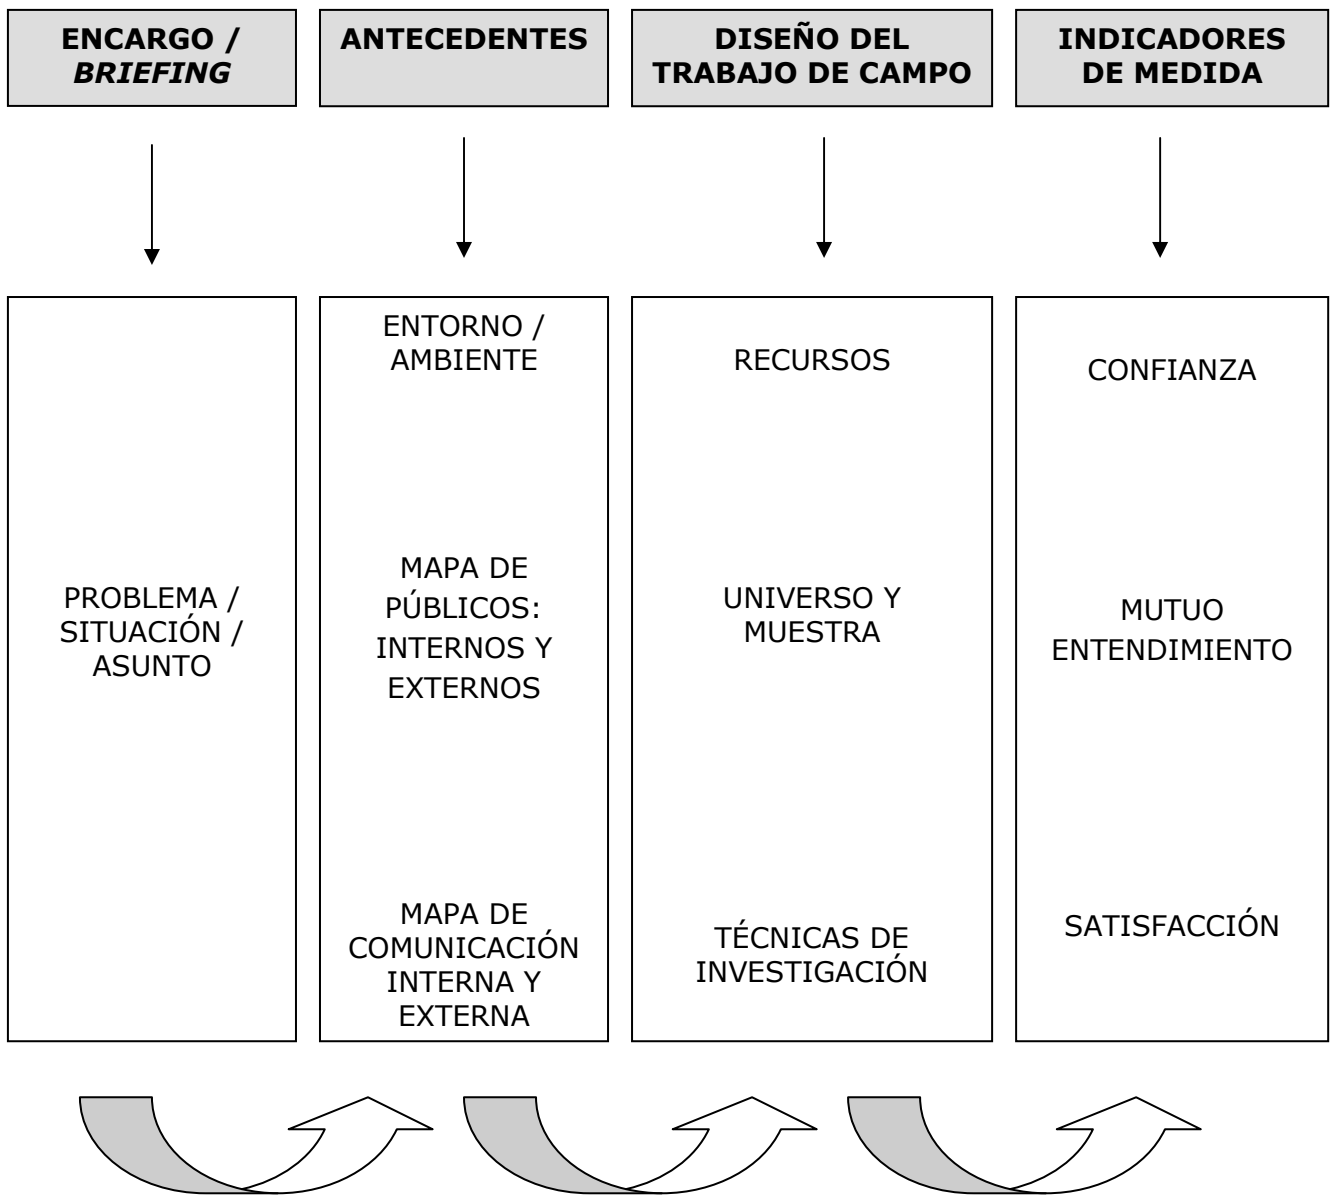 ENCARGO /
BRIEFING
ANTECEDENTES
DISEÑO DEL
TRABAJO DE CAMPO
INDICADORES
DE MEDIDA
PROBLEMA /
SITUACIÓN /
ASUNTO
ENTORNO /
AMBIENTE
MAPA DE
PÚBLICOS:
INTERNOS Y
EXTERNOS
MAPA DE
COMUNICACIÓN
INTERNA Y
EXTERNA
RECURSOS
UNIVERSO Y
MUESTRA
TÉCNICAS DE
INVESTIGACIÓN
CONFIANZA
MUTUO
ENTENDIMIENTO
SATISFACCIÓN